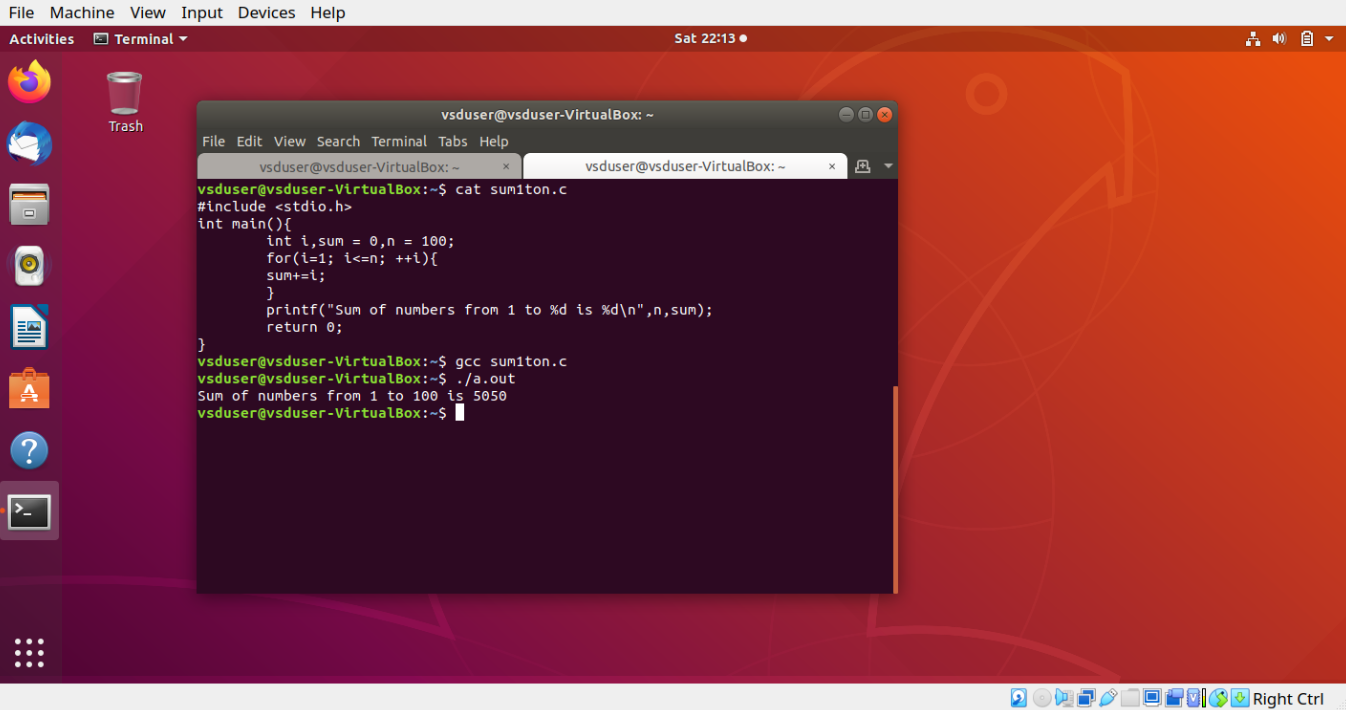 File Machine View Input Devices Help
Activities Terminal Sat 22:13
Trash
vsduser@vsduser-VirtualBox: ~
File Edit View Search Terminal Tabs Help
vsduser@vsduser-VirtualBox: ~ × vsduser@vsduser-VirtualBox: ~ ×
vsduser@vsduser-VirtualBox:~$ cat sum1ton.c
#include <stdio.h>
int main(){
        int i,sum = 0,n = 100;
        for(i=1; i<=n; ++i){
        sum+=i;
        }
        printf("Sum of numbers from 1 to %d is %d\n",n,sum);
        return 0;
}
vsduser@vsduser-VirtualBox:~$ gcc sum1ton.c
vsduser@vsduser-VirtualBox:~$ ./a.out
Sum of numbers from 1 to 100 is 5050
vsduser@vsduser-VirtualBox:~$
Right Ctrl